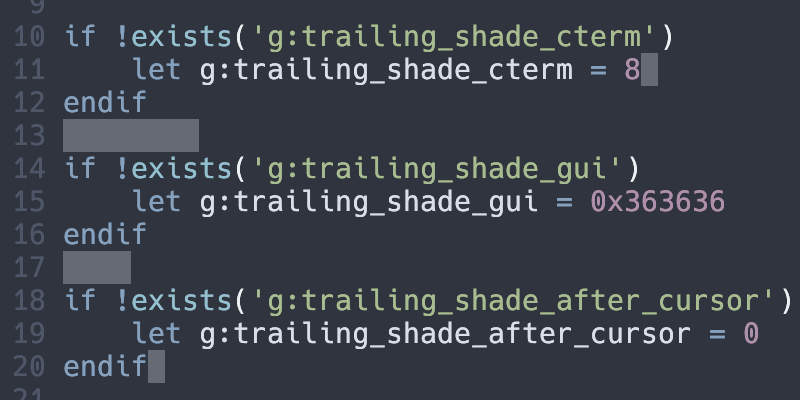 9
10 if !exists('g:trailing_shade_cterm')
11     let g:trailing_shade_cterm = 8
12 endif
13
14 if !exists('g:trailing_shade_gui')
15     let g:trailing_shade_gui = 0x363636
16 endif
17
18 if !exists('g:trailing_shade_after_cursor')
19     let g:trailing_shade_after_cursor = 0
20 endif
21